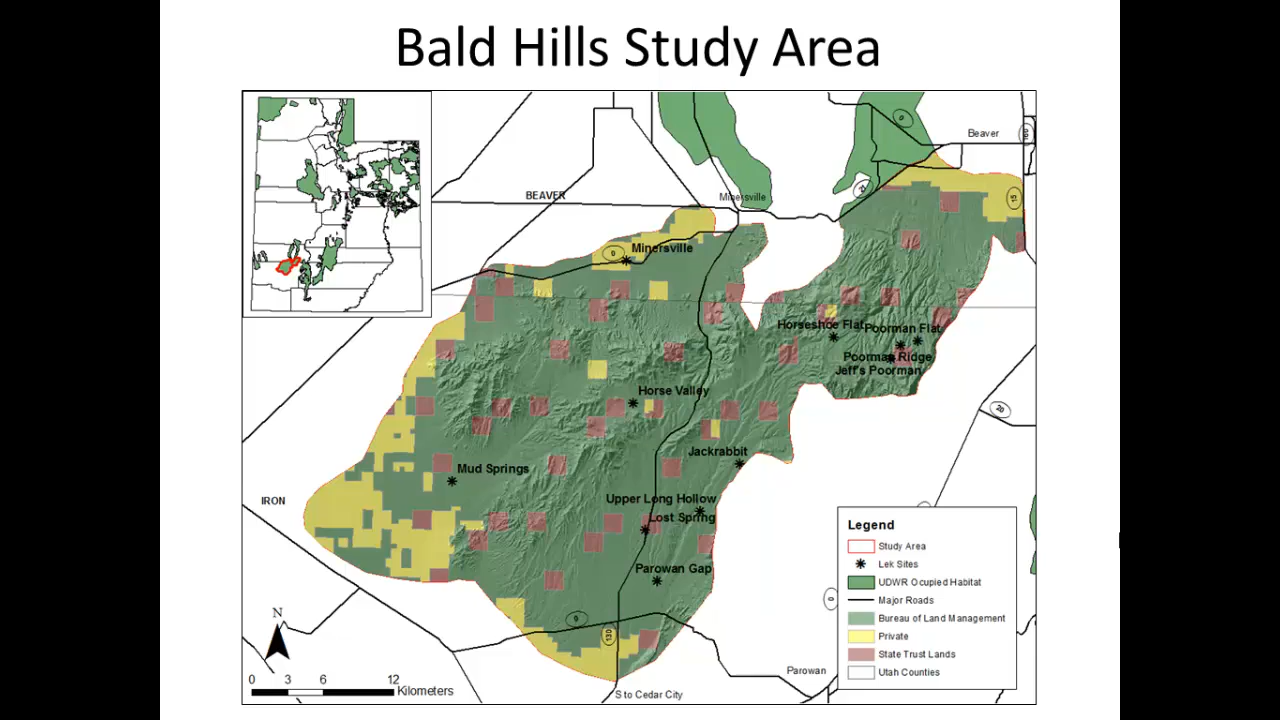 Bald Hills Study Area
Beaver
15
BEAVER
Minersville
Minersville
Horseshoe Flat
Poorman Flat
Poorman Ridge
Jeff's Poorman
Horse Valley
20
Jackrabbit
Mud Springs
IRON
Upper Long Hollow
Lost Spring
Parowan Gap
130
Parowan
S to Cedar City
N
0 3 6 12
Kilometers
Legend
Study Area
Lek Sites
UDWR Ocupied Habitat
Major Roads
Bureau of Land Management
Private
State Trust Lands
Utah Counties